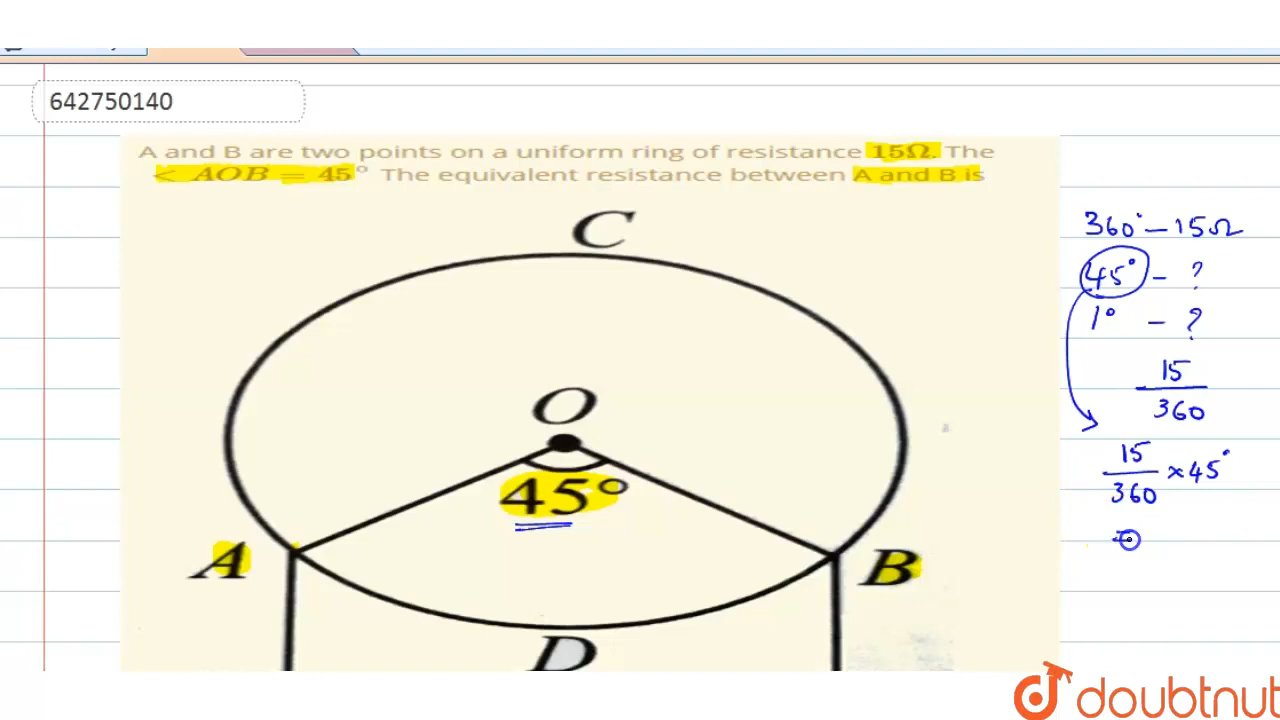 642750140
A and B are two points on a uniform ring of resistance 15Ω. The
< AOB = 45° The equivalent resistance between A and B is
C
O
45°
A
B
D
360° – 15Ω
45° – ?
1° – ?
15
360
15
360 × 45°
=
doubtnut